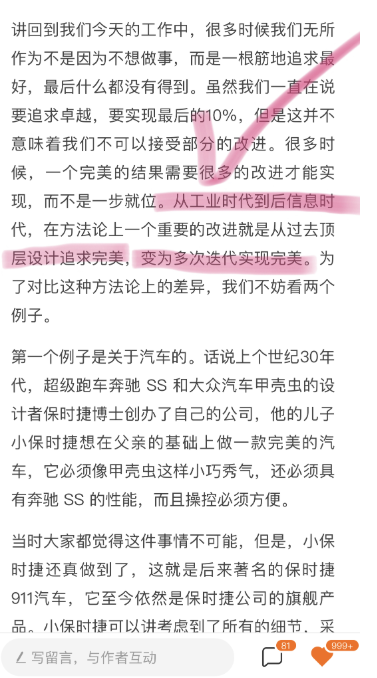 讲回到我们今天的工作中，很多时候我们无所
作为不是因为不想做事，而是一根筋地追求最
好，最后什么都没有得到。虽然我们一直在说
要追求卓越，要实现最后的10%，但是这并不
意味着我们不可以接受部分的改进。很多时
候，一个完美的结果需要很多的改进才能实
现，而不是一步就位。从工业时代到后信息时
代，在方法论上一个重要的改进就是从过去顶
层设计追求完美，变为多次迭代实现完美。为
了对比这种方法论上的差异，我们不妨看两个
例子。
第一个例子是关于汽车的。话说上个世纪30年
代，超级跑车奔驰 SS 和大众汽车甲壳虫的设
计者保时捷博士创办了自己的公司，他的儿子
小保时捷想在父亲的基础上做一款完美的汽
车，它必须像甲壳虫这样小巧秀气，还必须具
有奔驰 SS 的性能，而且操控必须方便。
当时大家都觉得这件事情不可能，但是，小保
时捷还真做到了，这就是后来著名的保时捷
911汽车，它至今依然是保时捷公司的旗舰产
品。小保时捷可以讲考虑到了所有的细节，采
写留言，与作者互动
81
999+